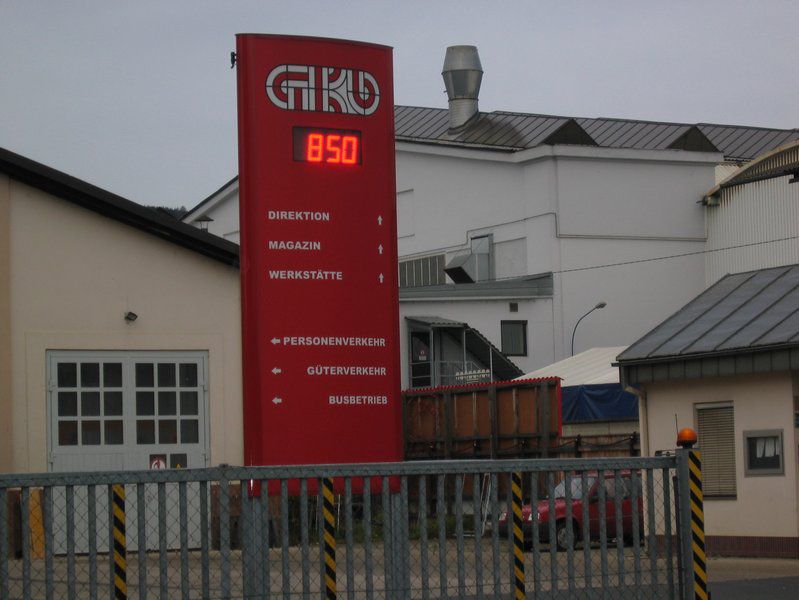 GKB
850
DIREKTION
MAGAZIN
WERKSTÄTTE
PERSONENVERKEHR
GÜTERVERKEHR
BUSBETRIEB